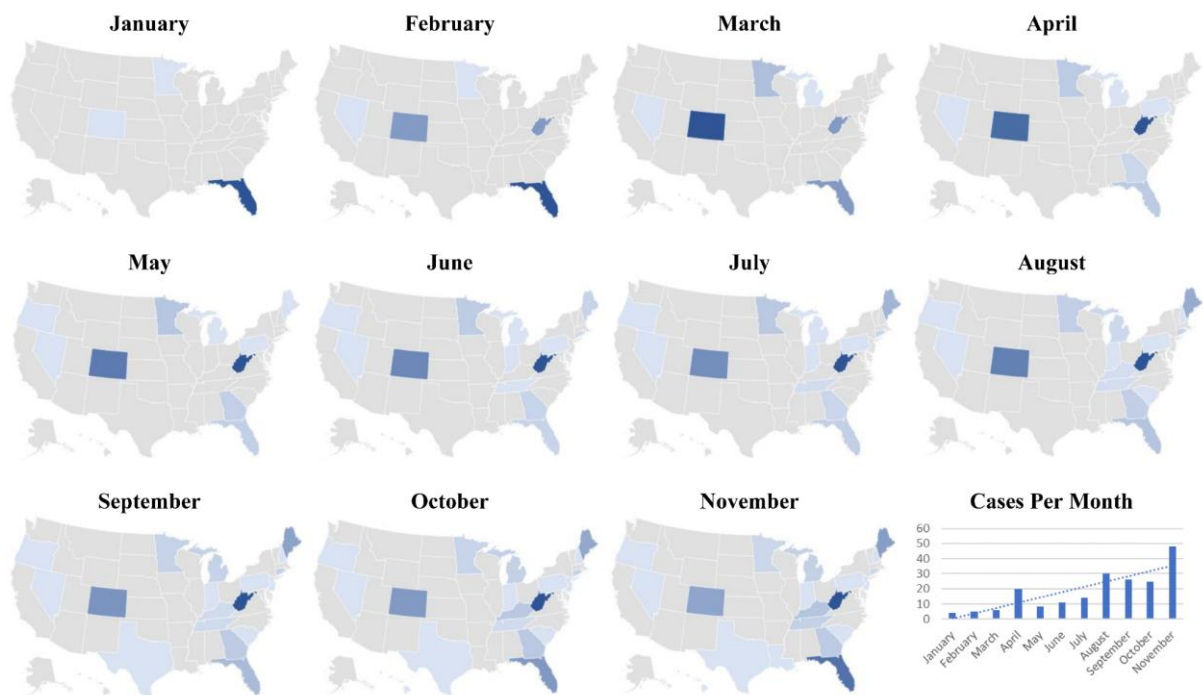 January
February
March
April
May
June
July
August
September
October
November
Cases Per Month
60
50
40
30
20
10
0
January
February
March
April
May
June
July
August
September
October
November